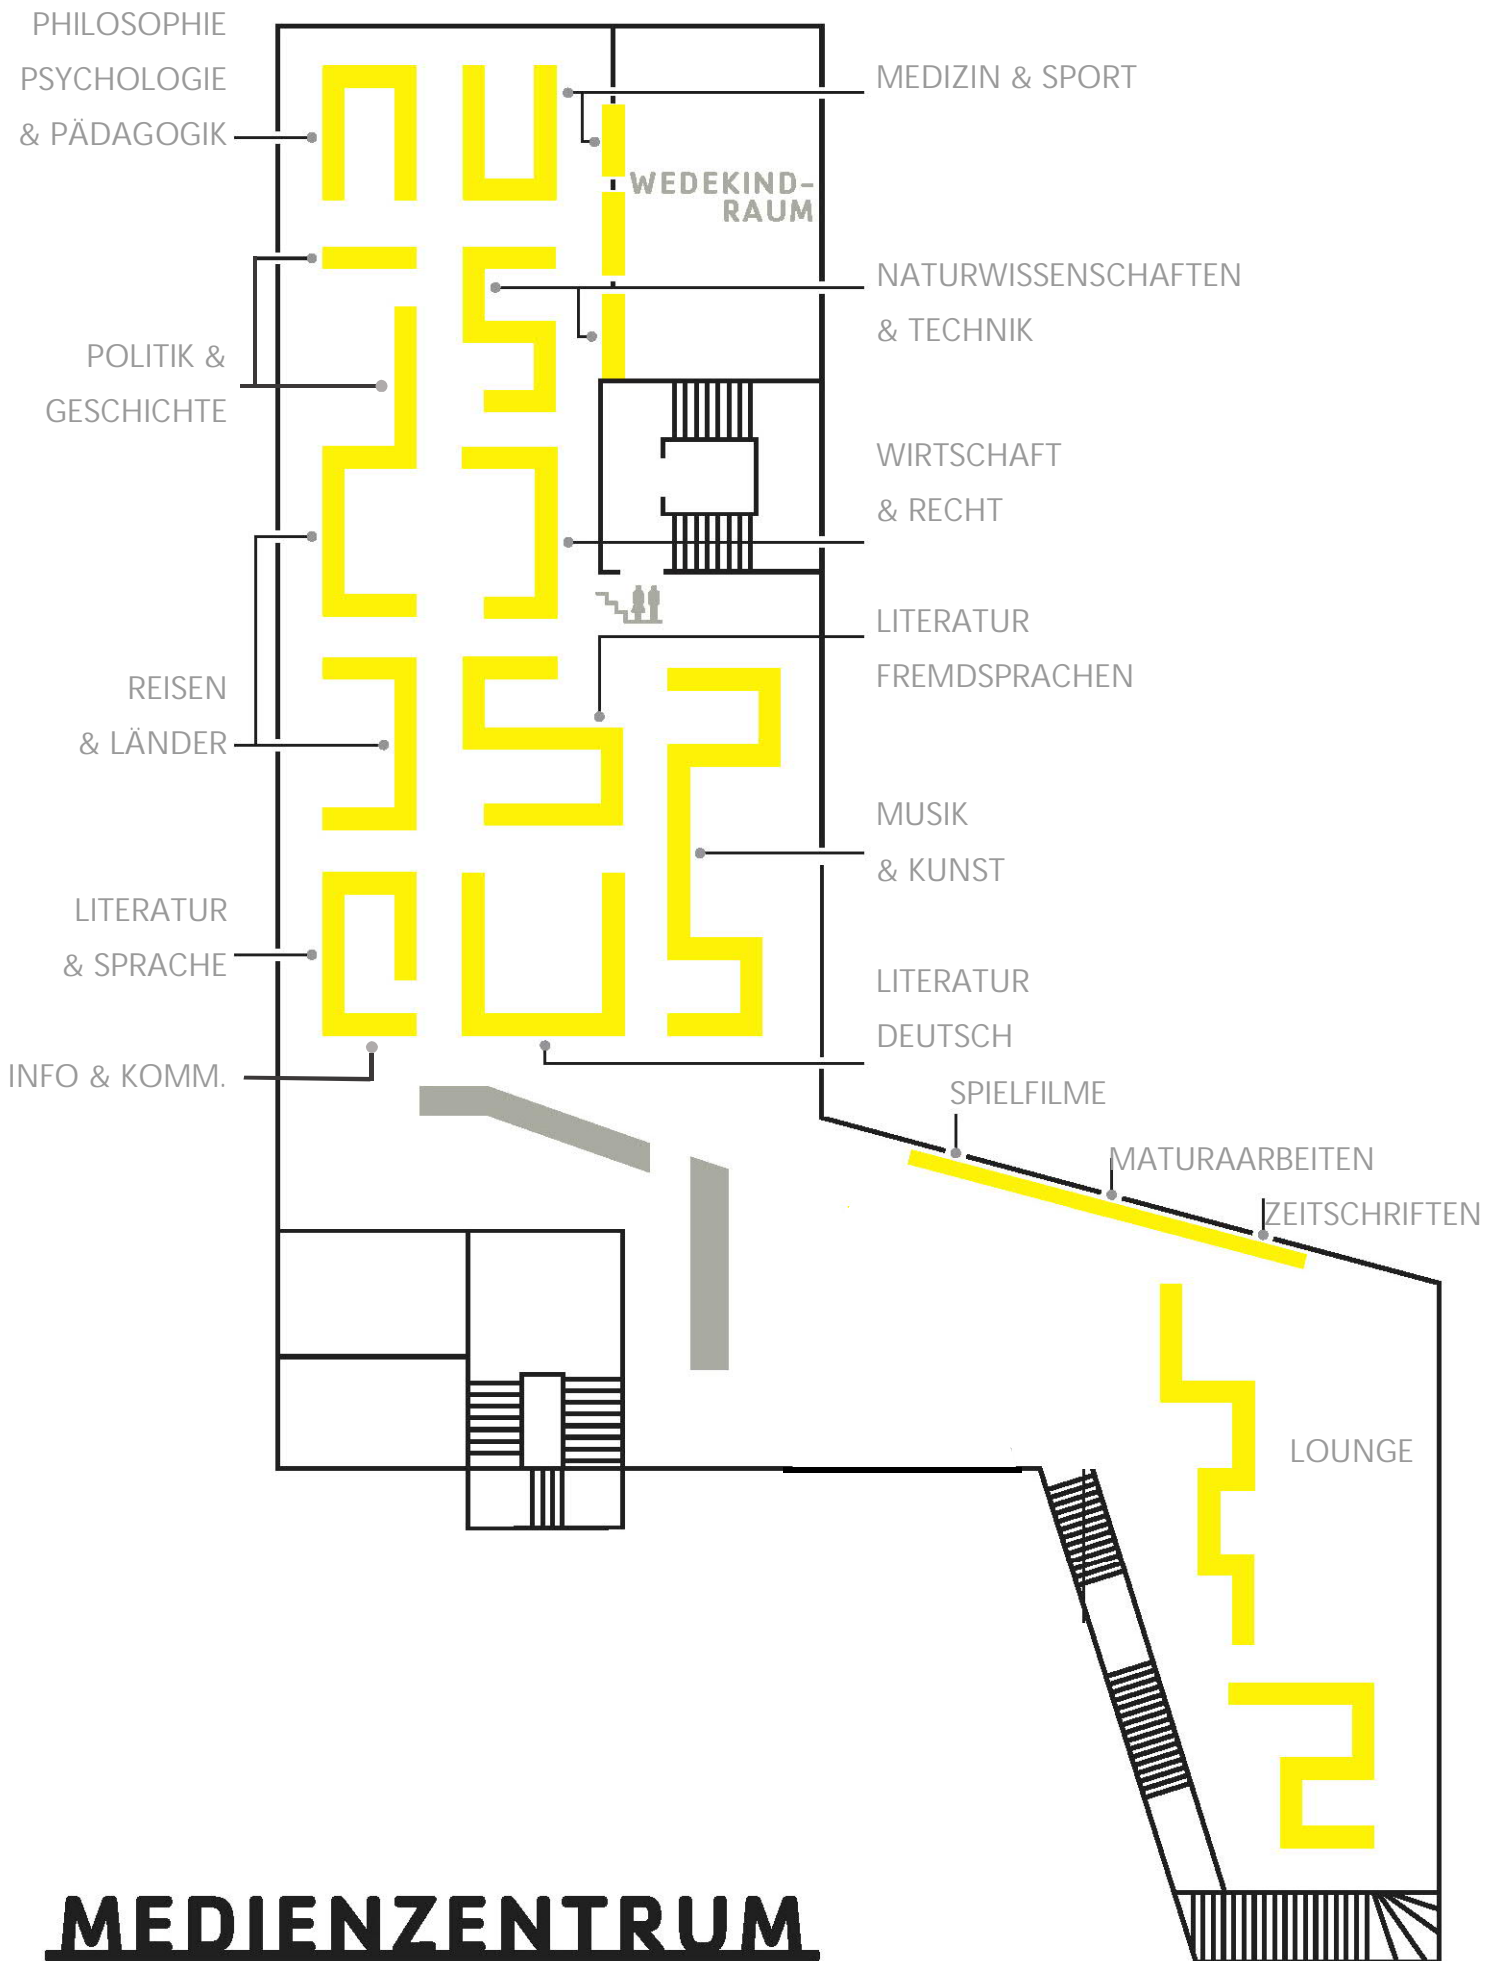 PHILOSOPHIE
PSYCHOLOGIE
& PÄDAGOGIK
MEDIZIN & SPORT
WEDEKIND-
RAUM
NATURWISSENSCHAFTEN
& TECHNIK
POLITIK &
GESCHICHTE
WIRTSCHAFT
& RECHT
LITERATUR
FREMDSPRACHEN
REISEN
& LÄNDER
MUSIK
& KUNST
LITERATUR
& SPRACHE
LITERATUR
DEUTSCH
INFO & KOMM.
SPIELFILME
MATURAARBEITEN
ZEITSCHRIFTEN
LOUNGE
MEDIENZENTRUM